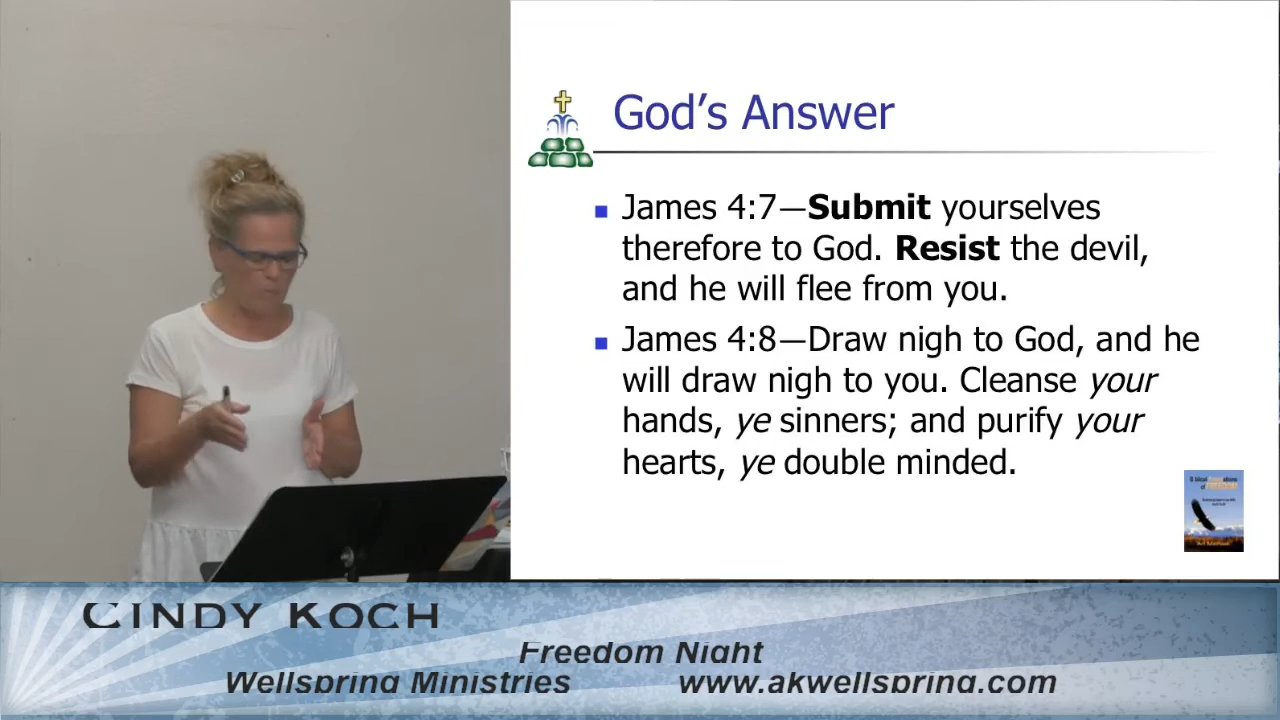 God's Answer
James 4:7—Submit yourselves
therefore to God. Resist the devil,
and he will flee from you.
James 4:8—Draw nigh to God, and he
will draw nigh to you. Cleanse your
hands, ye sinners; and purify your
hearts, ye double minded.
CINDY KOCH
Freedom Night
Wellspring Ministries www.akwellspring.com